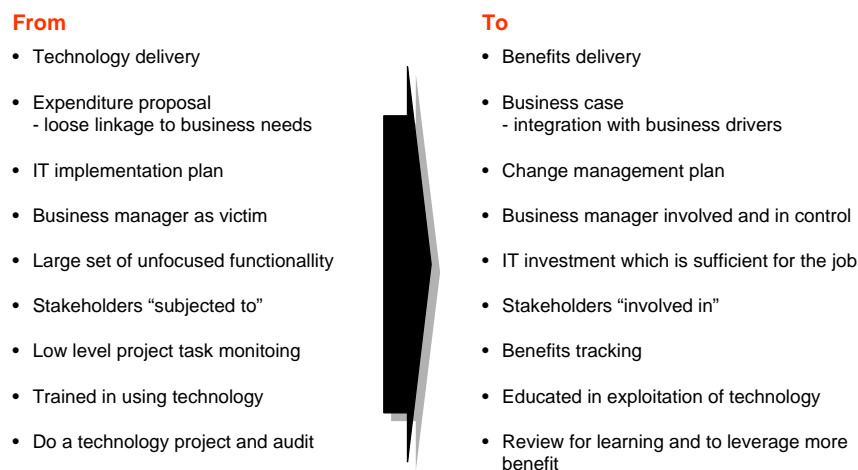 From
• Technology delivery
• Expenditure proposal
- loose linkage to business needs
• IT implementation plan
• Business manager as victim
• Large set of unfocused functionallity
• Stakeholders “subjected to”
• Low level project task monitoing
• Trained in using technology
• Do a technology project and audit
To
• Benefits delivery
• Business case
- integration with business drivers
• Change management plan
• Business manager involved and in control
• IT investment which is sufficient for the job
• Stakeholders “involved in”
• Benefits tracking
• Educated in exploitation of technology
• Review for learning and to leverage more
benefit